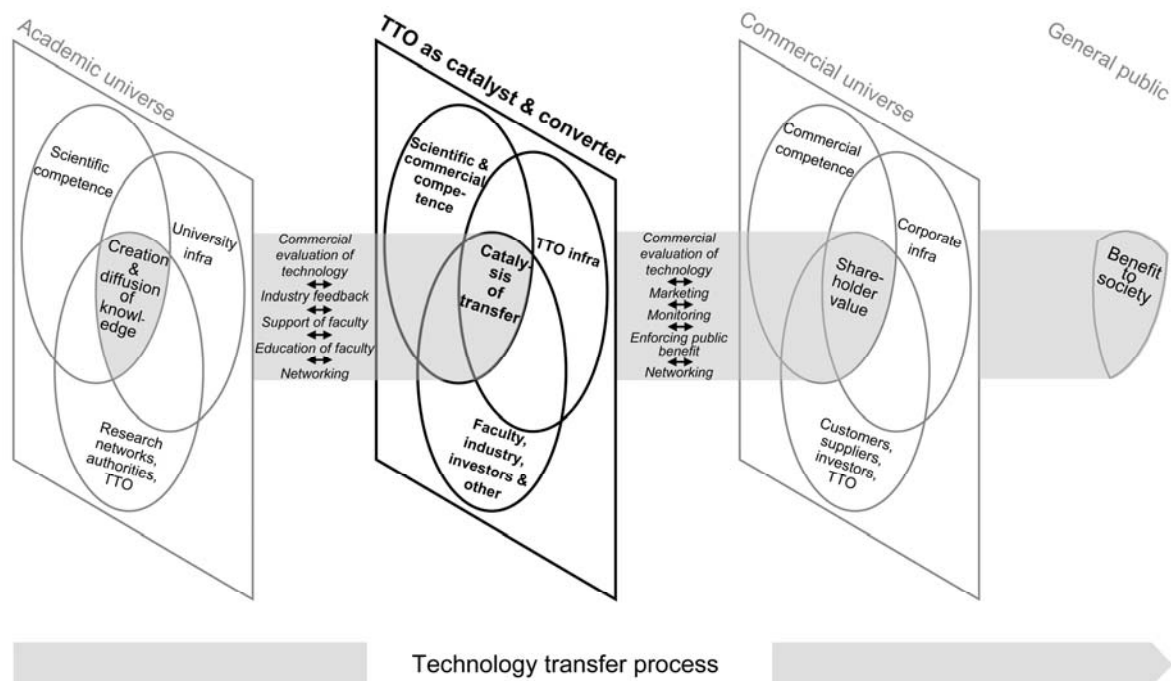 Academic universe
Scientific
competence
University
infra
Creation
&
diffusion
of
knowl-
edge
Research
networks,
authorities,
TTO
Commercial
evaluation of
technology
Industry feedback
Support of faculty
Education of faculty
Networking
TTO as catalyst & converter
Scientific &
commercial
compe-
tence
TTO infra
Cataly-
sis
of
transfer
Faculty,
industry,
investors &
other
Commercial
evaluation of
technology
Marketing
Monitoring
Enforcing public
benefit
Networking
Commercial universe
Commercial
competence
Corporate
infra
Share-
holder
value
Customers,
suppliers,
investors,
TTO
General public
Benefit
to
society
Technology transfer process